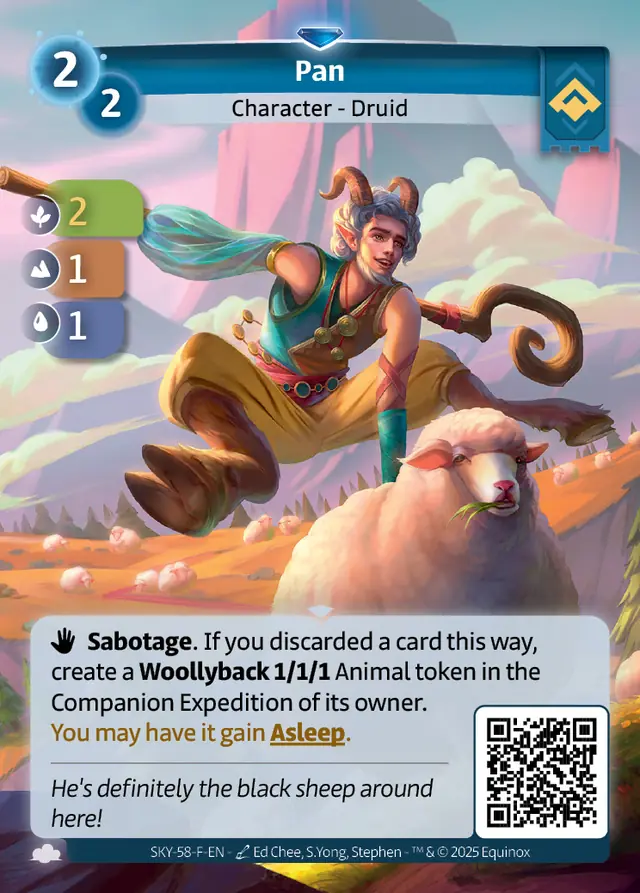 2
Pan
2
Character - Druid
2
1
1
Sabotage. If you discarded a card this way,
create a Woollyback 1/1/1 Animal token in the
Companion Expedition of its owner.
You may have it gain Asleep.
He's definitely the black sheep around
here!
SKY-58-F-EN - Ed Chee, S.Yong, Stephen - ™ & © 2025 Equinox